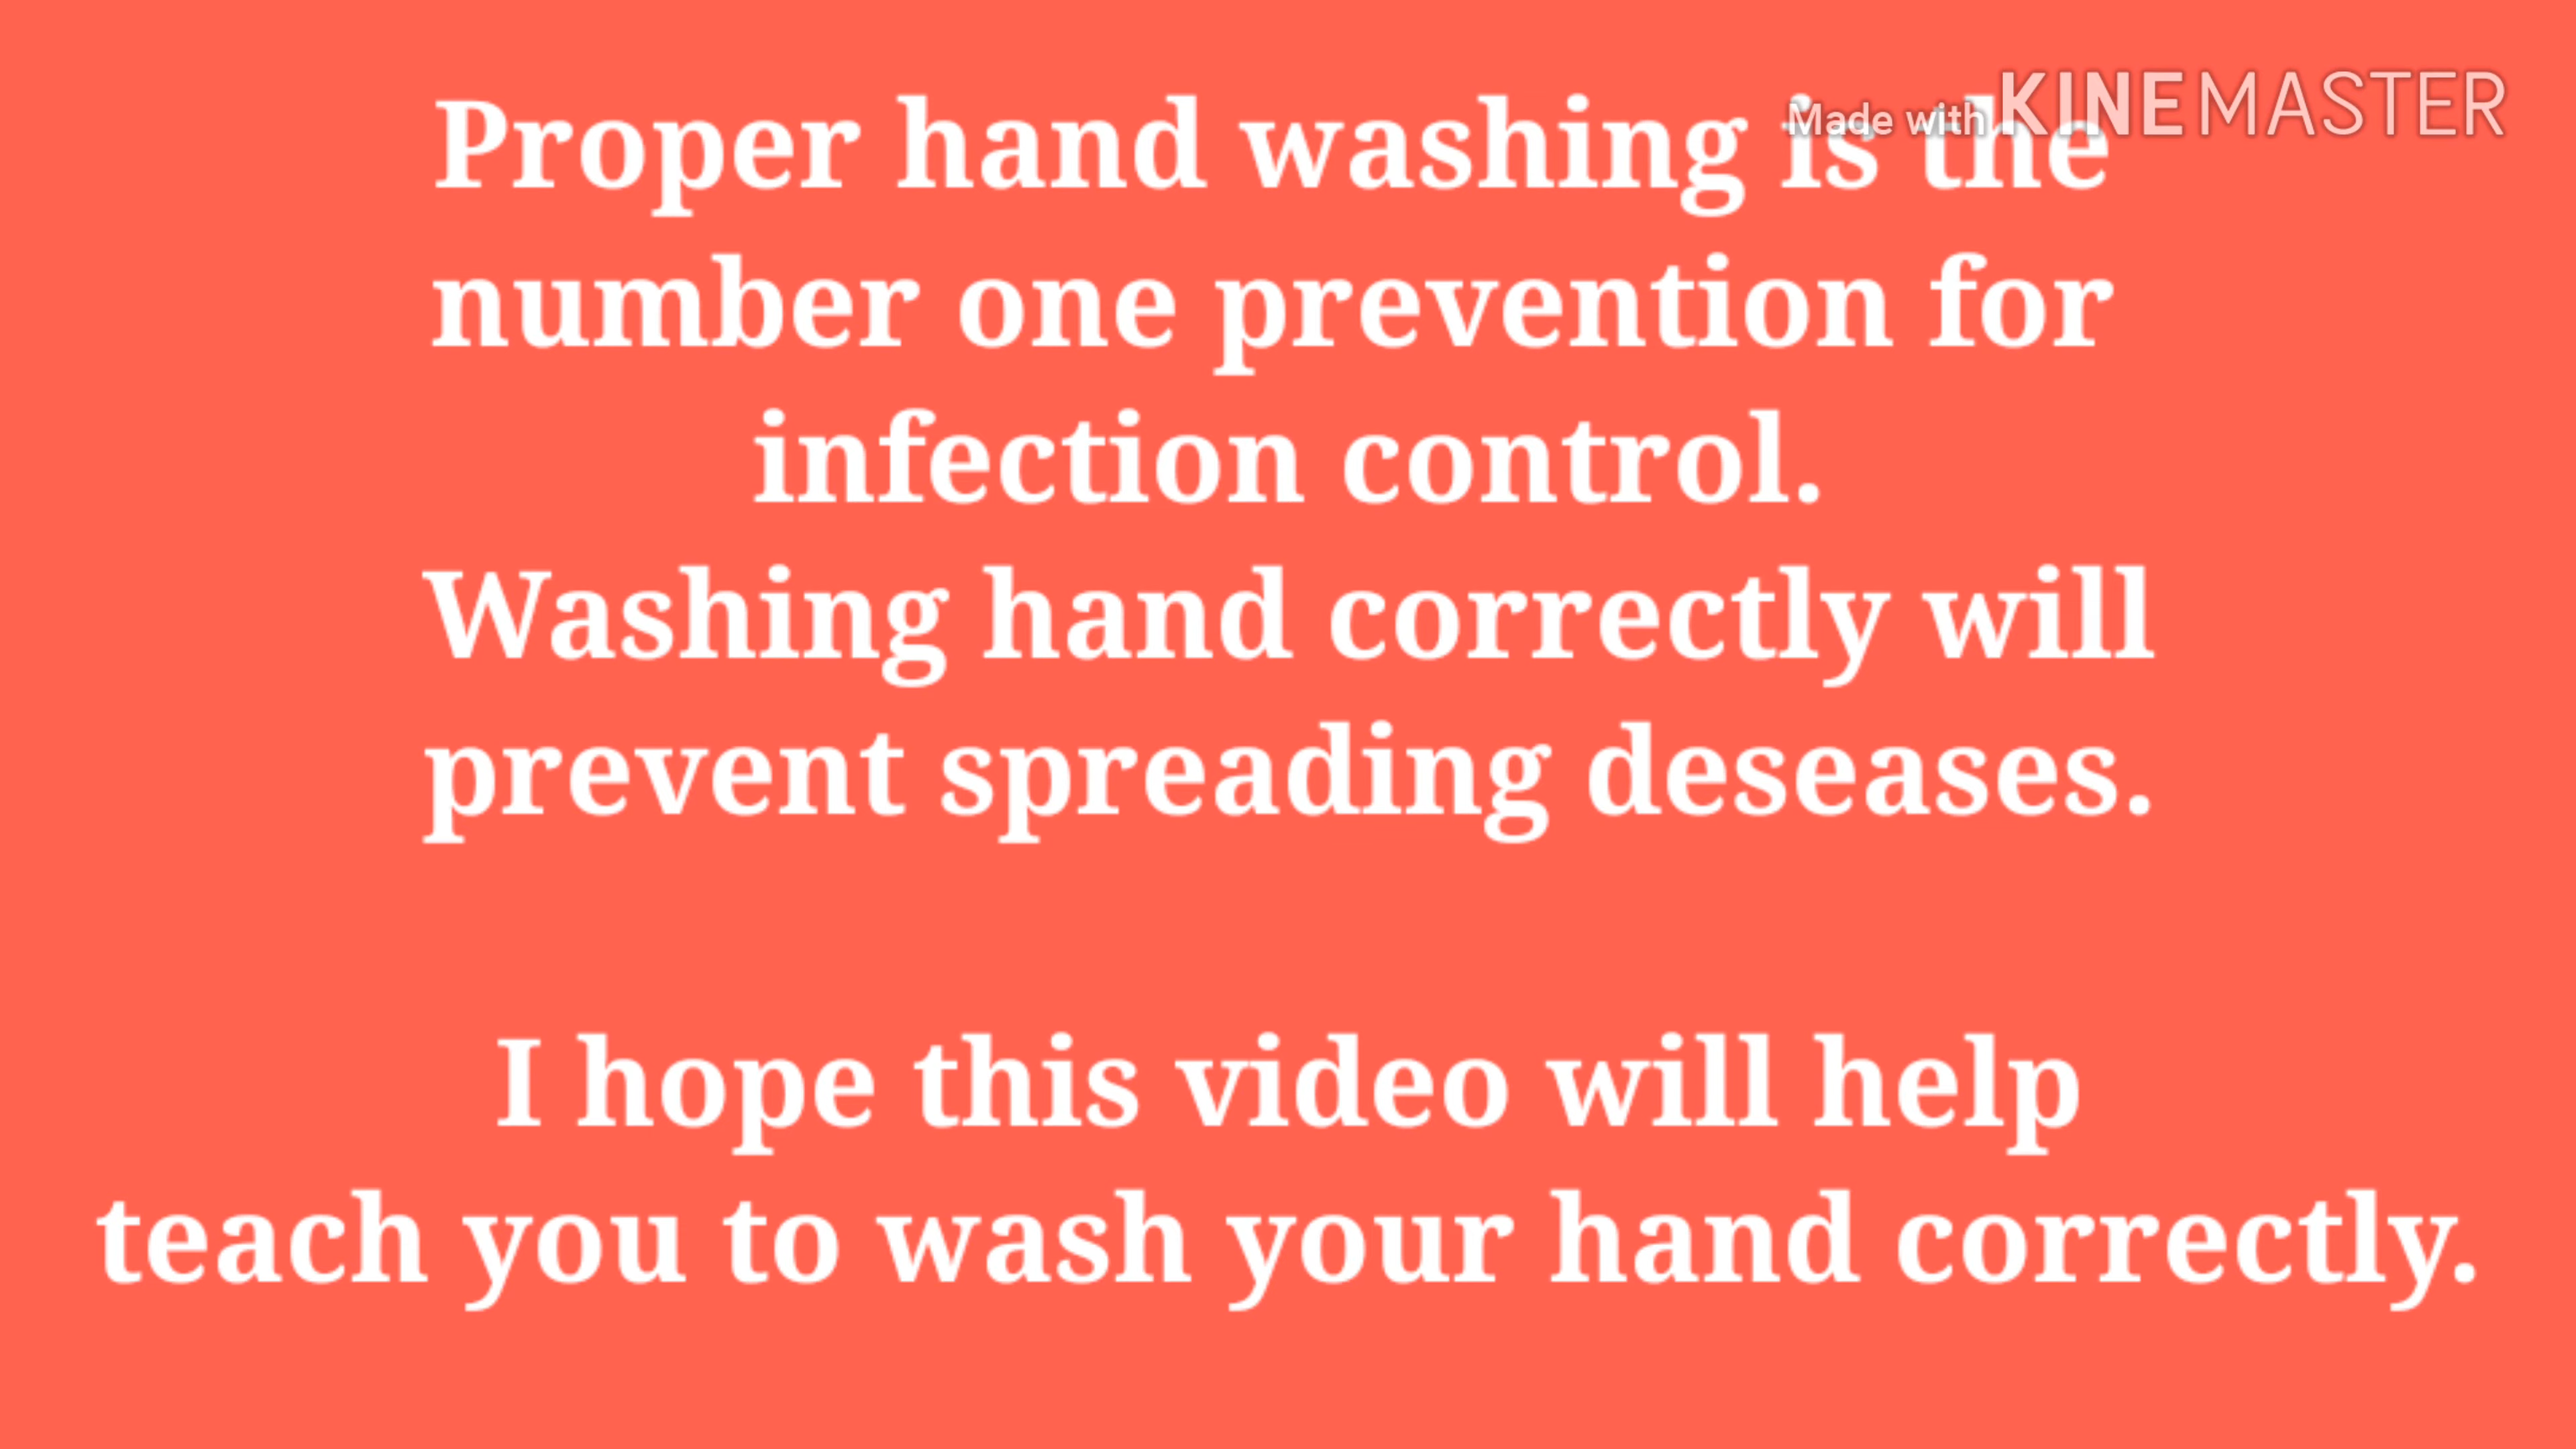 Made with KINEMASTER
Proper hand washing is the
number one prevention for
infection control.
Washing hand correctly will
prevent spreading deseases.
I hope this video will help
teach you to wash your hand correctly.